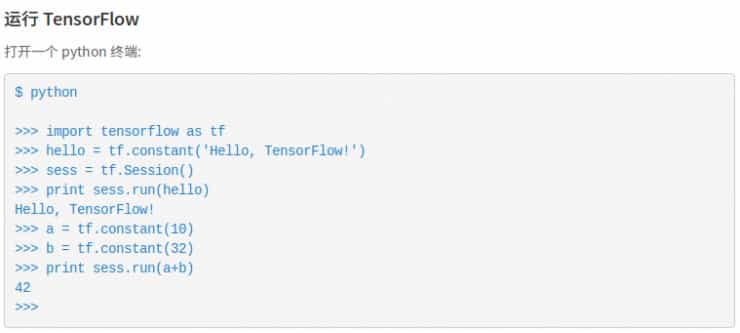 运行 TensorFlow
打开一个 python 终端:
$ python
>>> import tensorflow as tf
>>> hello = tf.constant('Hello, TensorFlow!')
>>> sess = tf.Session()
>>> print sess.run(hello)
Hello, TensorFlow!
>>> a = tf.constant(10)
>>> b = tf.constant(32)
>>> print sess.run(a+b)
42
>>>